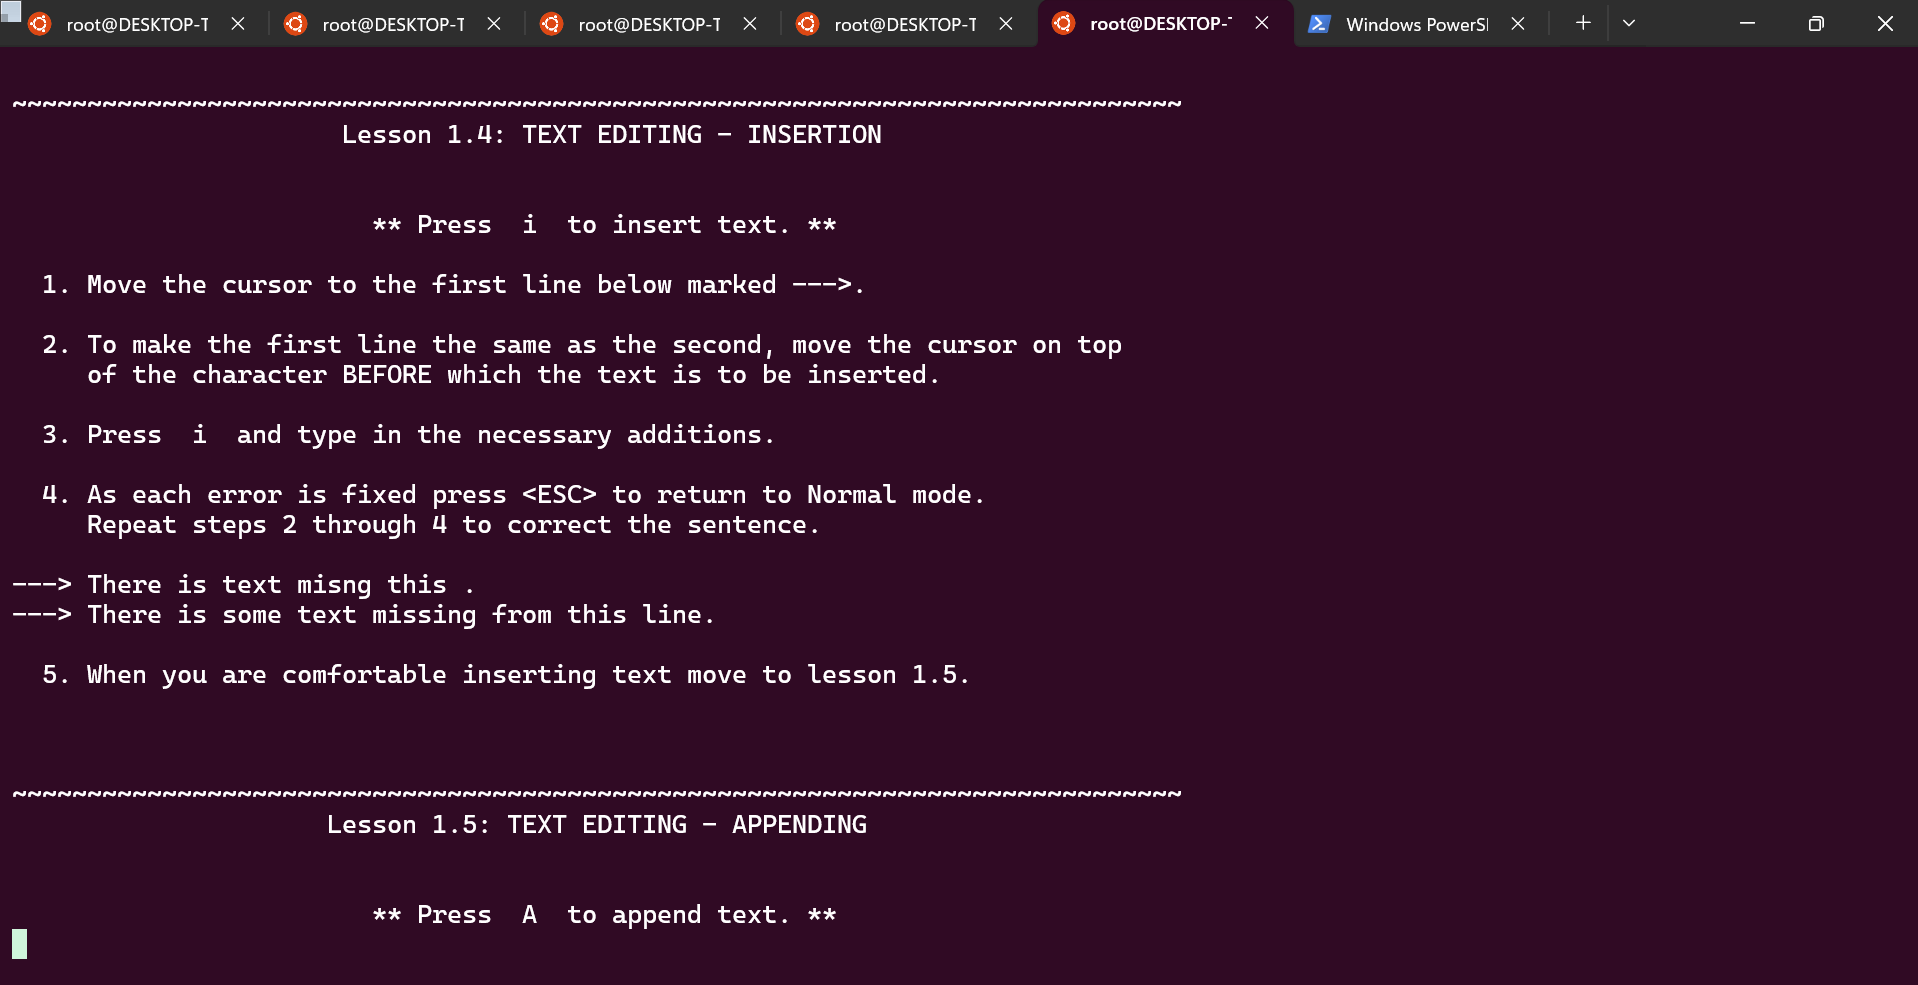 root@DESKTOP-T root@DESKTOP-T root@DESKTOP-T root@DESKTOP-T root@DESKTOP-T Windows PowerSl
~~~~~~~~~~~~~~~~~~~~~~~~~~~~~~~~~~~~~~~~~~~~~~~~~~~~~~~~~~~~~~~~~~~~~~~~~~~~~~
Lesson 1.4: TEXT EDITING - INSERTION
** Press  i  to insert text. **
1. Move the cursor to the first line below marked --->.
2. To make the first line the same as the second, move the cursor on top
of the character BEFORE which the text is to be inserted.
3. Press  i  and type in the necessary additions.
4. As each error is fixed press <ESC> to return to Normal mode.
Repeat steps 2 through 4 to correct the sentence.
---> There is text misng this .
---> There is some text missing from this line.
5. When you are comfortable inserting text move to lesson 1.5.
~~~~~~~~~~~~~~~~~~~~~~~~~~~~~~~~~~~~~~~~~~~~~~~~~~~~~~~~~~~~~~~~~~~~~~~~~~~~~~
Lesson 1.5: TEXT EDITING - APPENDING
** Press  A  to append text. **